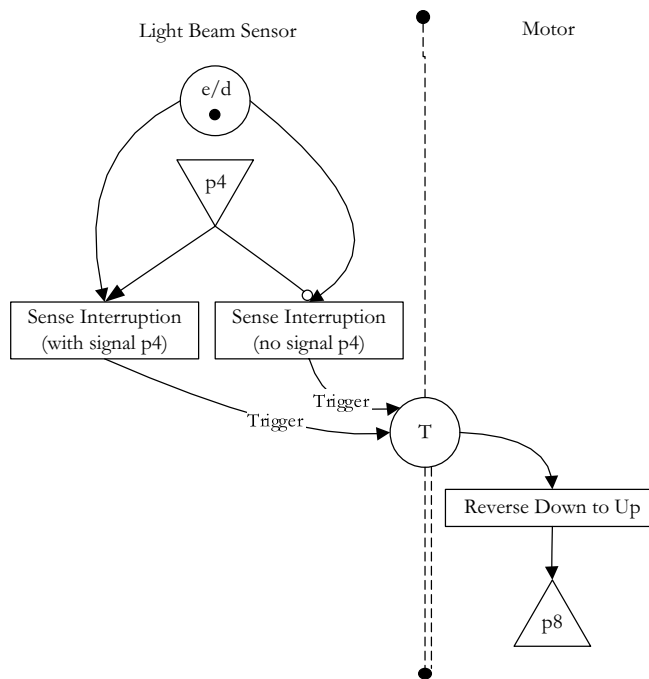 Light Beam Sensor
Motor
e/d
p4
Sense Interruption
(with signal p4)
Sense Interruption
(no signal p4)
Trigger
Trigger
T
Reverse Down to Up
p8